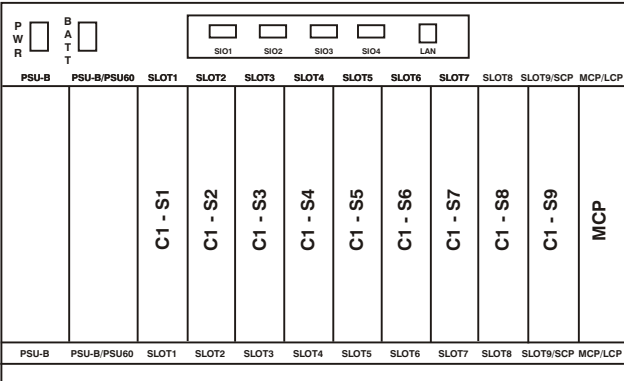 PWR
BATT
SIO1 SIO2 SIO3 SIO4 LAN
PSU-B PSU-B/PSU60 SLOT1 SLOT2 SLOT3 SLOT4 SLOT5 SLOT6 SLOT7 SLOT8 SLOT9/SCP MCP/LCP
C1 - S1
C1 - S2
C1 - S3
C1 - S4
C1 - S5
C1 - S6
C1 - S7
C1 - S8
C1 - S9
MCP
PSU-B PSU-B/PSU60 SLOT1 SLOT2 SLOT3 SLOT4 SLOT5 SLOT6 SLOT7 SLOT8 SLOT9/SCP MCP/LCP